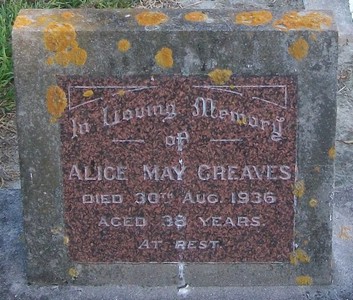 In Loving Memory
of
ALICE MAY GREAVES
DIED 30TH AUG. 1936
AGED 38 YEARS.
AT REST.